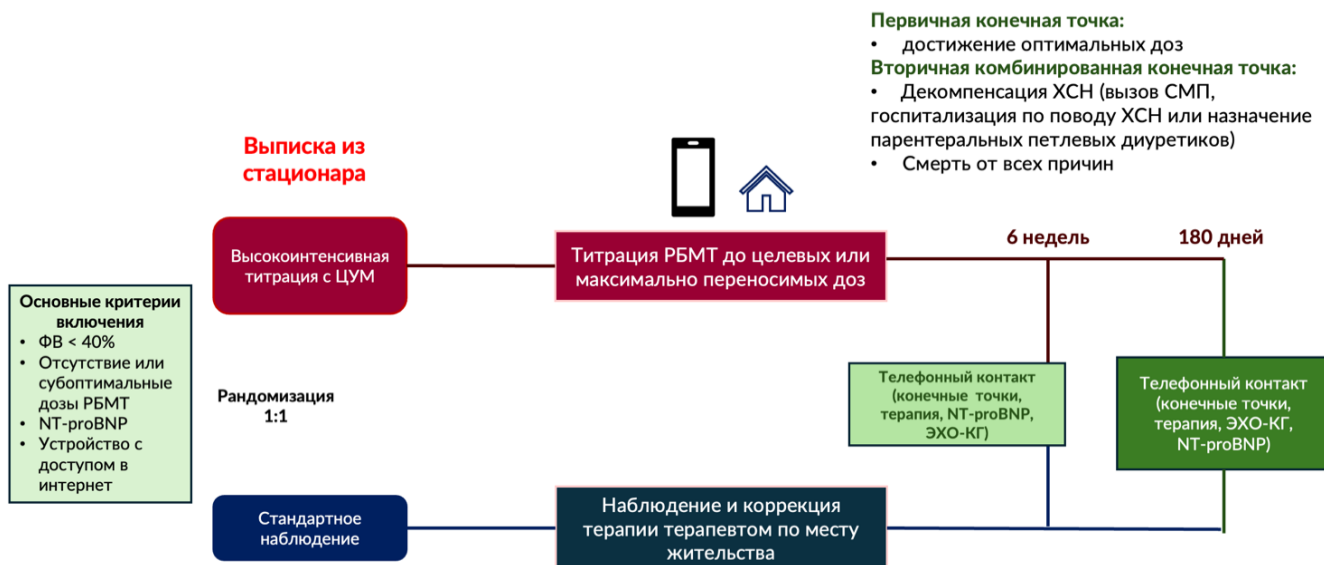 Первичная конечная точка:
• достижение оптимальных доз
Вторичная комбинированная конечная точка:
• Декомпенсация ХСН (вызов СМП,
госпитализация по поводу ХСН или назначение
парентеральных петлевых диуретиков)
• Смерть от всех причин
Выписка из
стационара
Высокоинтенсивная
титрация с ЦУМ
Титрация РБМТ до целевых или
максимально переносимых доз
6 недель
180 дней
Основные критерии
включения
• ФВ < 40%
• Отсутствие или
субоптимальные
дозы РБМТ
• NT-proBNP
• Устройство с
доступом в
интернет
Рандомизация
1:1
Телефонный контакт
(конечные точки,
терапия, NT-proBNP,
ЭХО-КГ)
Телефонный контакт
(конечные точки,
терапия, ЭХО-КГ,
NT-proBNP)
Стандартное
наблюдение
Наблюдение и коррекция
терапии терапевтом по месту
жительства